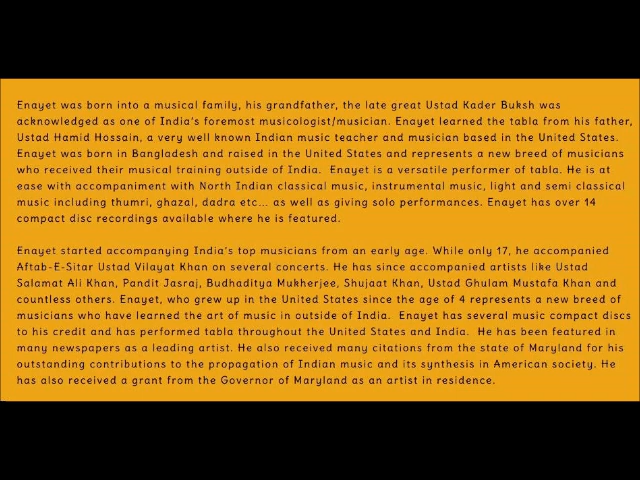 Enayet was born into a musical family, his grandfather, the late great Ustad Kader Buksh was
acknowledged as one of India's foremost musicologist/musician. Enayet learned the tabla from his father,
Ustad Hamid Hossain, a very well known Indian music teacher and musician based in the United States.
Enayet was born in Bangladesh and raised in the United States and represents a new breed of musicians
who received their musical training outside of India.  Enayet is a versatile performer of tabla. He is at
ease with accompaniment with North Indian classical music, instrumental music, light and semi classical
music including thumri, ghazal, dadra etc... as well as giving solo performances. Enayet has over 14
compact disc recordings available where he is featured.
Enayet started accompanying India's top musicians from an early age. While only 17, he accompanied
Aftab-E-Sitar Ustad Vilayat Khan on several concerts. He has since accompanied artists like Ustad
Salamat Ali Khan, Pandit Jasraj, Budhaditya Mukherjee, Shujaat Khan, Ustad Ghulam Mustafa Khan and
countless others. Enayet, who grew up in the United States since the age of 4 represents a new breed of
musicians who have learned the art of music in outside of India.  Enayet has several music compact discs
to his credit and has performed tabla throughout the United States and India.  He has been featured in
many newspapers as a leading artist. He also received many citations from the state of Maryland for his
outstanding contributions to the propagation of Indian music and its synthesis in American society. He
has also received a grant from the Governor of Maryland as an artist in residence.